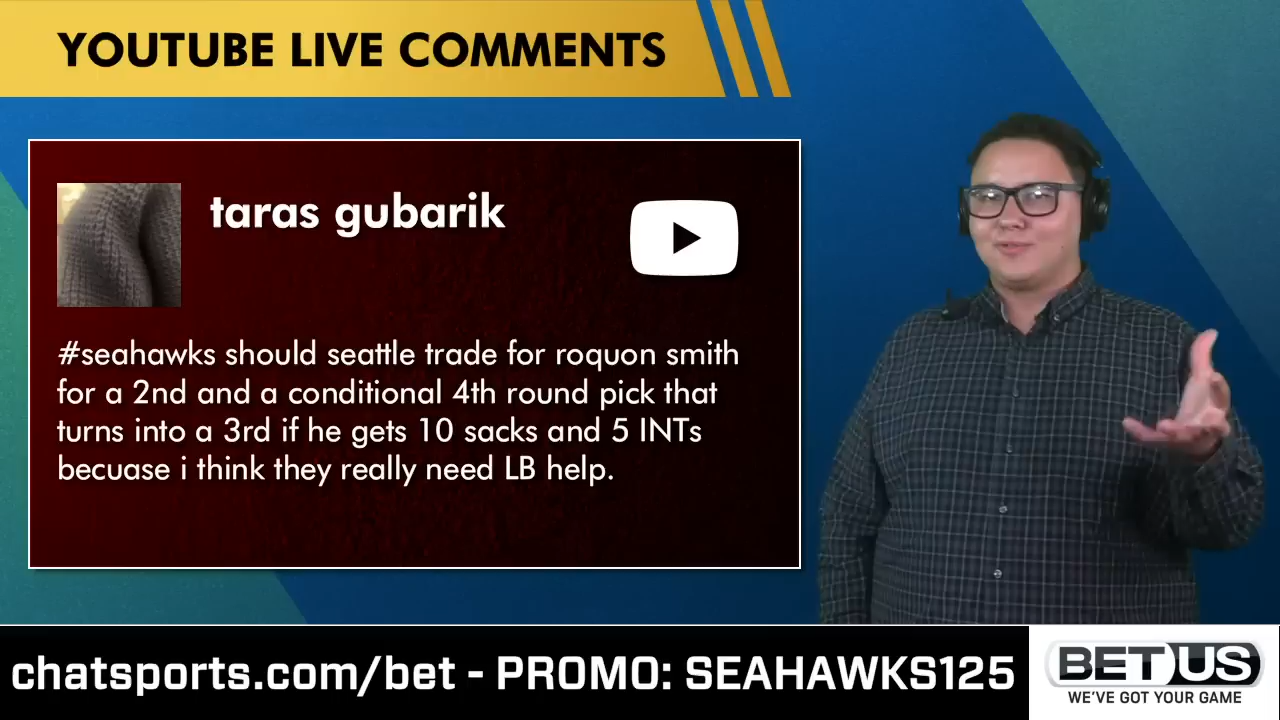 YOUTUBE LIVE COMMENTS
taras gubarik
#seahawks should seattle trade for roquon smith
for a 2nd and a conditional 4th round pick that
turns into a 3rd if he gets 10 sacks and 5 INTs
becuase i think they really need LB help.
chatsports.com/bet - PROMO: SEAHAWKS125
BETUS
WE'VE GOT YOUR GAME